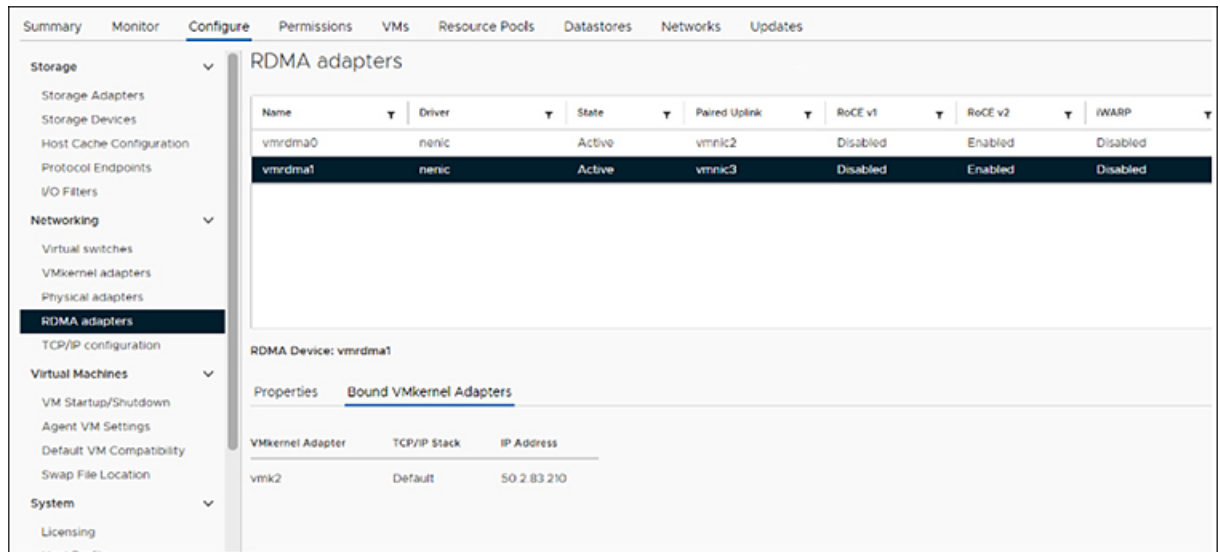 Summary Monitor Configure Permissions VMs Resource Pools Datastores Networks Updates
Storage
Storage Adapters
Storage Devices
Host Cache Configuration
Protocol Endpoints
I/O Filters
Networking
Virtual switches
VMkernel adapters
Physical adapters
RDMA adapters
TCP/IP configuration
Virtual Machines
VM Startup/Shutdown
Agent VM Settings
Default VM Compatibility
Swap File Location
System
Licensing
RDMA adapters
Name Driver State Paired Uplink RoCE v1 RoCE v2 iWARP
vmrdma0 nenic Active vmnic2 Disabled Enabled Disabled
vmrdma1 nenic Active vmnic3 Disabled Enabled Disabled
RDMA Device: vmrdma1
Properties Bound VMkernel Adapters
VMkernel Adapter TCP/IP Stack IP Address
vmk2 Default 50.2.83.210